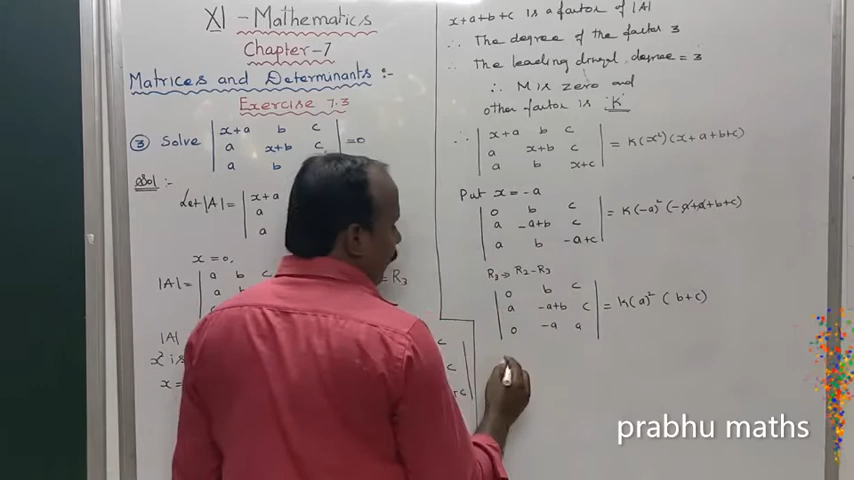 XI - Mathematics
Chapter-7
Matrices and Determinants :-
Exercise 7.3
③ Solve | x+a b c | = 0
| a x+b c |
| a b
Sol :-
Let |A| = | x+a
| a
| a
x = 0,
|A| = | a b c = R₃
| a b
|A|
x² is
x =
x+a+b+c is a factor of |A|
∴ The degree of the factor 3
∴ The leading diagonal degree = 3
∴ M is zero and
other factor is K
∴ | x+a b c |
| a x+b c | = K(x²)(x+a+b+c)
| a b x+c |
Put x = -a
| 0 b c |
| a -a+b c | = K(-a)² (-a+a+b+c)
| a b -a+c |
R₃ → R₂-R₃
| 0 b c |
| a -a+b c | = K(a)² (b+c)
| 0 -a a |
prabhu maths